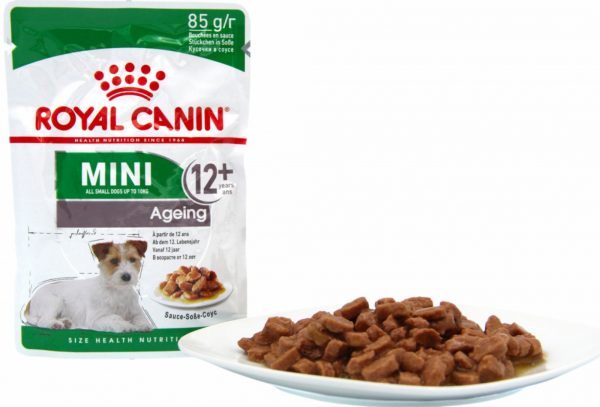 85 g/г
Bouchées en sauce
Stückchen in Soße
Кусочки в соусе
ROYAL CANIN
HEALTH NUTRITION SINCE 1968
MINI
ALL SMALL DOGS UP TO 10KG
12+
years
ans
Ageing
À partir de 12 ans
Ab dem 12. Lebensjahr
Vanaf 12 jaar
В возрасте от 12 лет
Sauce-Soße-Соус
SIZE HEALTH NUTRITI